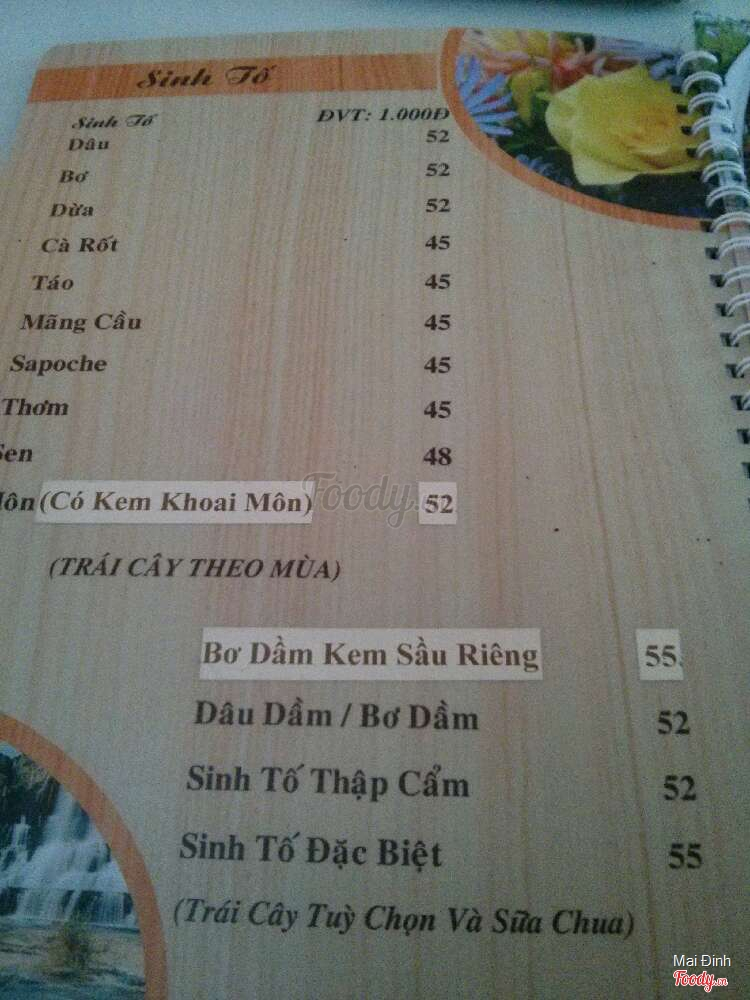 Sinh Tố
Sinh Tố ĐVT: 1.000Đ
Dâu 52
Bơ 52
Dừa 52
Cà Rốt 45
Táo 45
Mãng Cầu 45
Sapoche 45
Thơm 45
Sen 48
(Có Kem Khoai Môn) 52
Foody
(TRÁI CÂY THEO MÙA)
Bơ Dầm Kem Sầu Riêng 55
Dâu Dầm / Bơ Dầm 52
Sinh Tố Thập Cẩm 52
Sinh Tố Đặc Biệt 55
(Trái Cây Tuỳ Chọn Và Sữa Chua)
Mai Đinh
Foody.vn